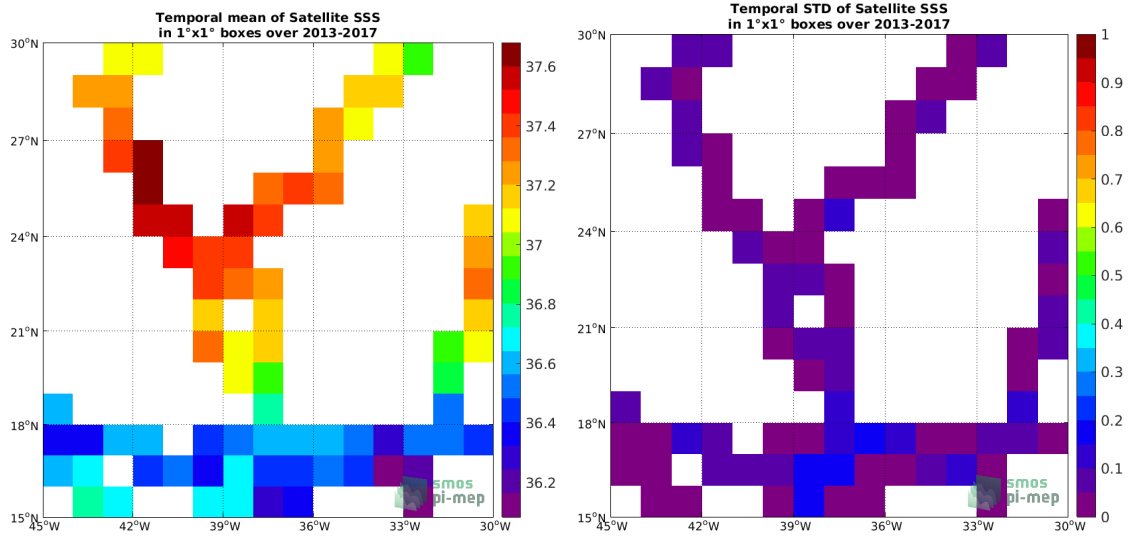 Temporal mean of Satellite SSS
in 1°x1° boxes over 2013-2017
30°N
27°N
24°N
21°N
18°N
15°N
45°W
42°W
39°W
36°W
33°W
30°W
37.6
37.4
37.2
37
36.8
36.6
36.4
36.2
smos
pi-mep
Temporal STD of Satellite SSS
in 1°x1° boxes over 2013-2017
30°N
27°N
24°N
21°N
18°N
15°N
45°W
42°W
39°W
36°W
33°W
30°W
1
0.9
0.8
0.7
0.6
0.5
0.4
0.3
0.2
0.1
0
smos
pi-mep